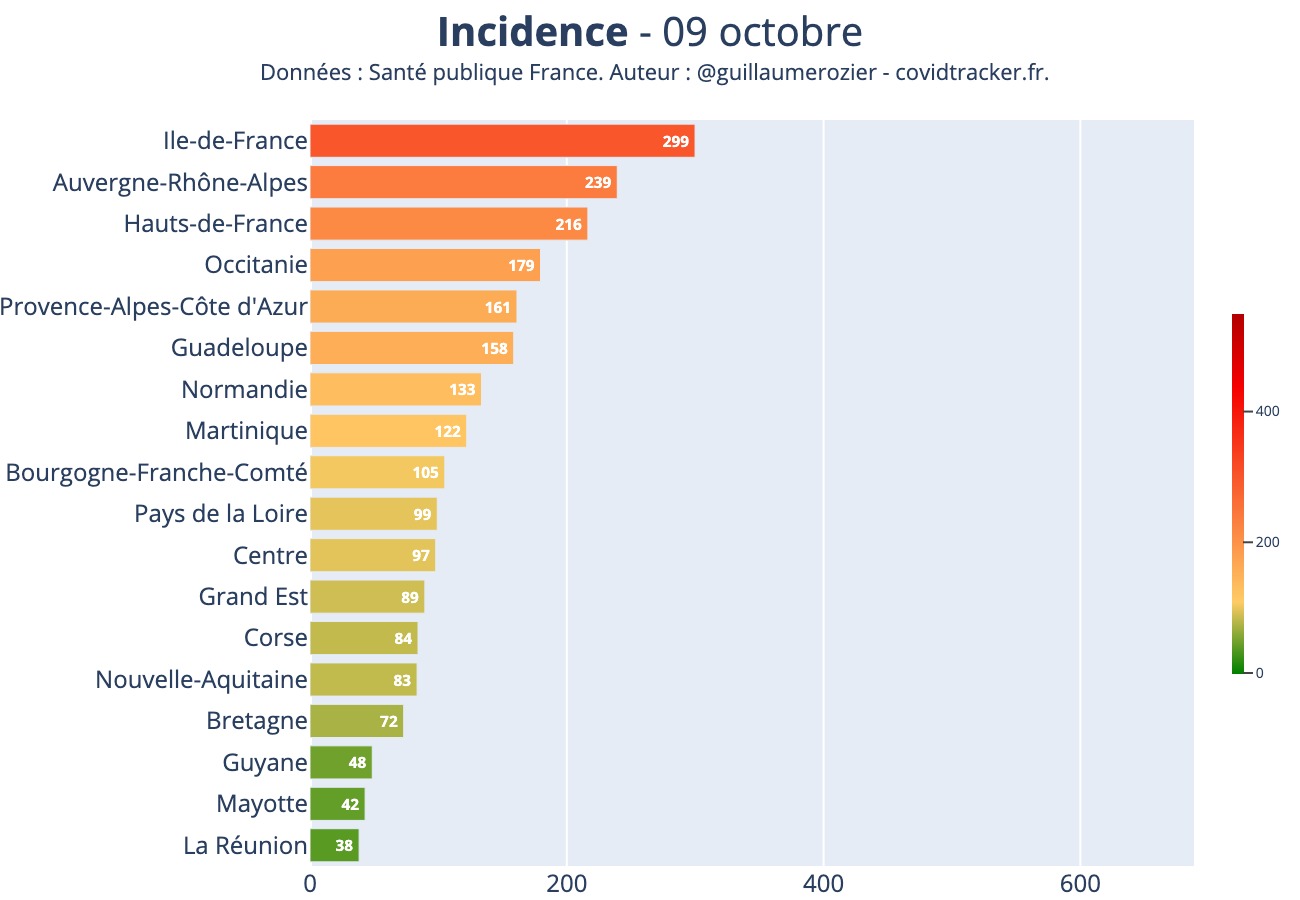 Incidence - 09 octobre
Données : Santé publique France. Auteur : @guillaumerozier - covidtracker.fr.
Ile-de-France 299
Auvergne-Rhône-Alpes 239
Hauts-de-France 216
Occitanie 179
Provence-Alpes-Côte d'Azur 161
Guadeloupe 158
Normandie 133
Martinique 122
Bourgogne-Franche-Comté 105
Pays de la Loire 99
Centre 97
Grand Est 89
Corse 84
Nouvelle-Aquitaine 83
Bretagne 72
Guyane 48
Mayotte 42
La Réunion 38
0 200 400 600
400
200
0